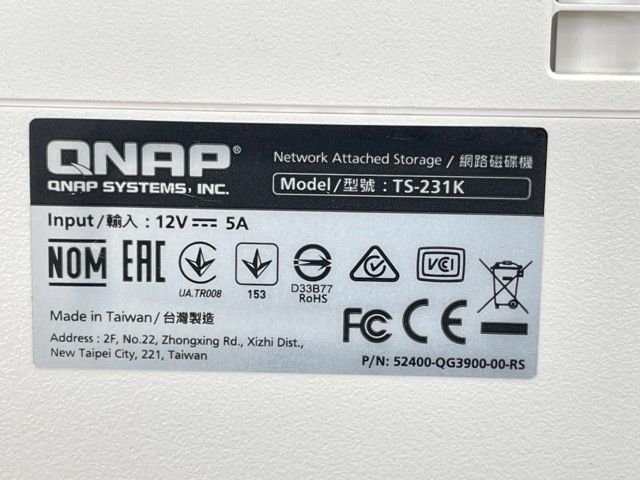 QNAP®
QNAP SYSTEMS, INC.
Network Attached Storage / 網路磁碟機
Model/型號 : TS-231K
Input/輸入 : 12V⎓ 5A
NOM EAC
UA.TR008
153
D33B77
RoHS
VCI
Made in Taiwan/台灣製造
FC CE
Address : 2F, No.22, Zhongxing Rd., Xizhi Dist.,
New Taipei City, 221, Taiwan
P/N: 52400-QG3900-00-RS